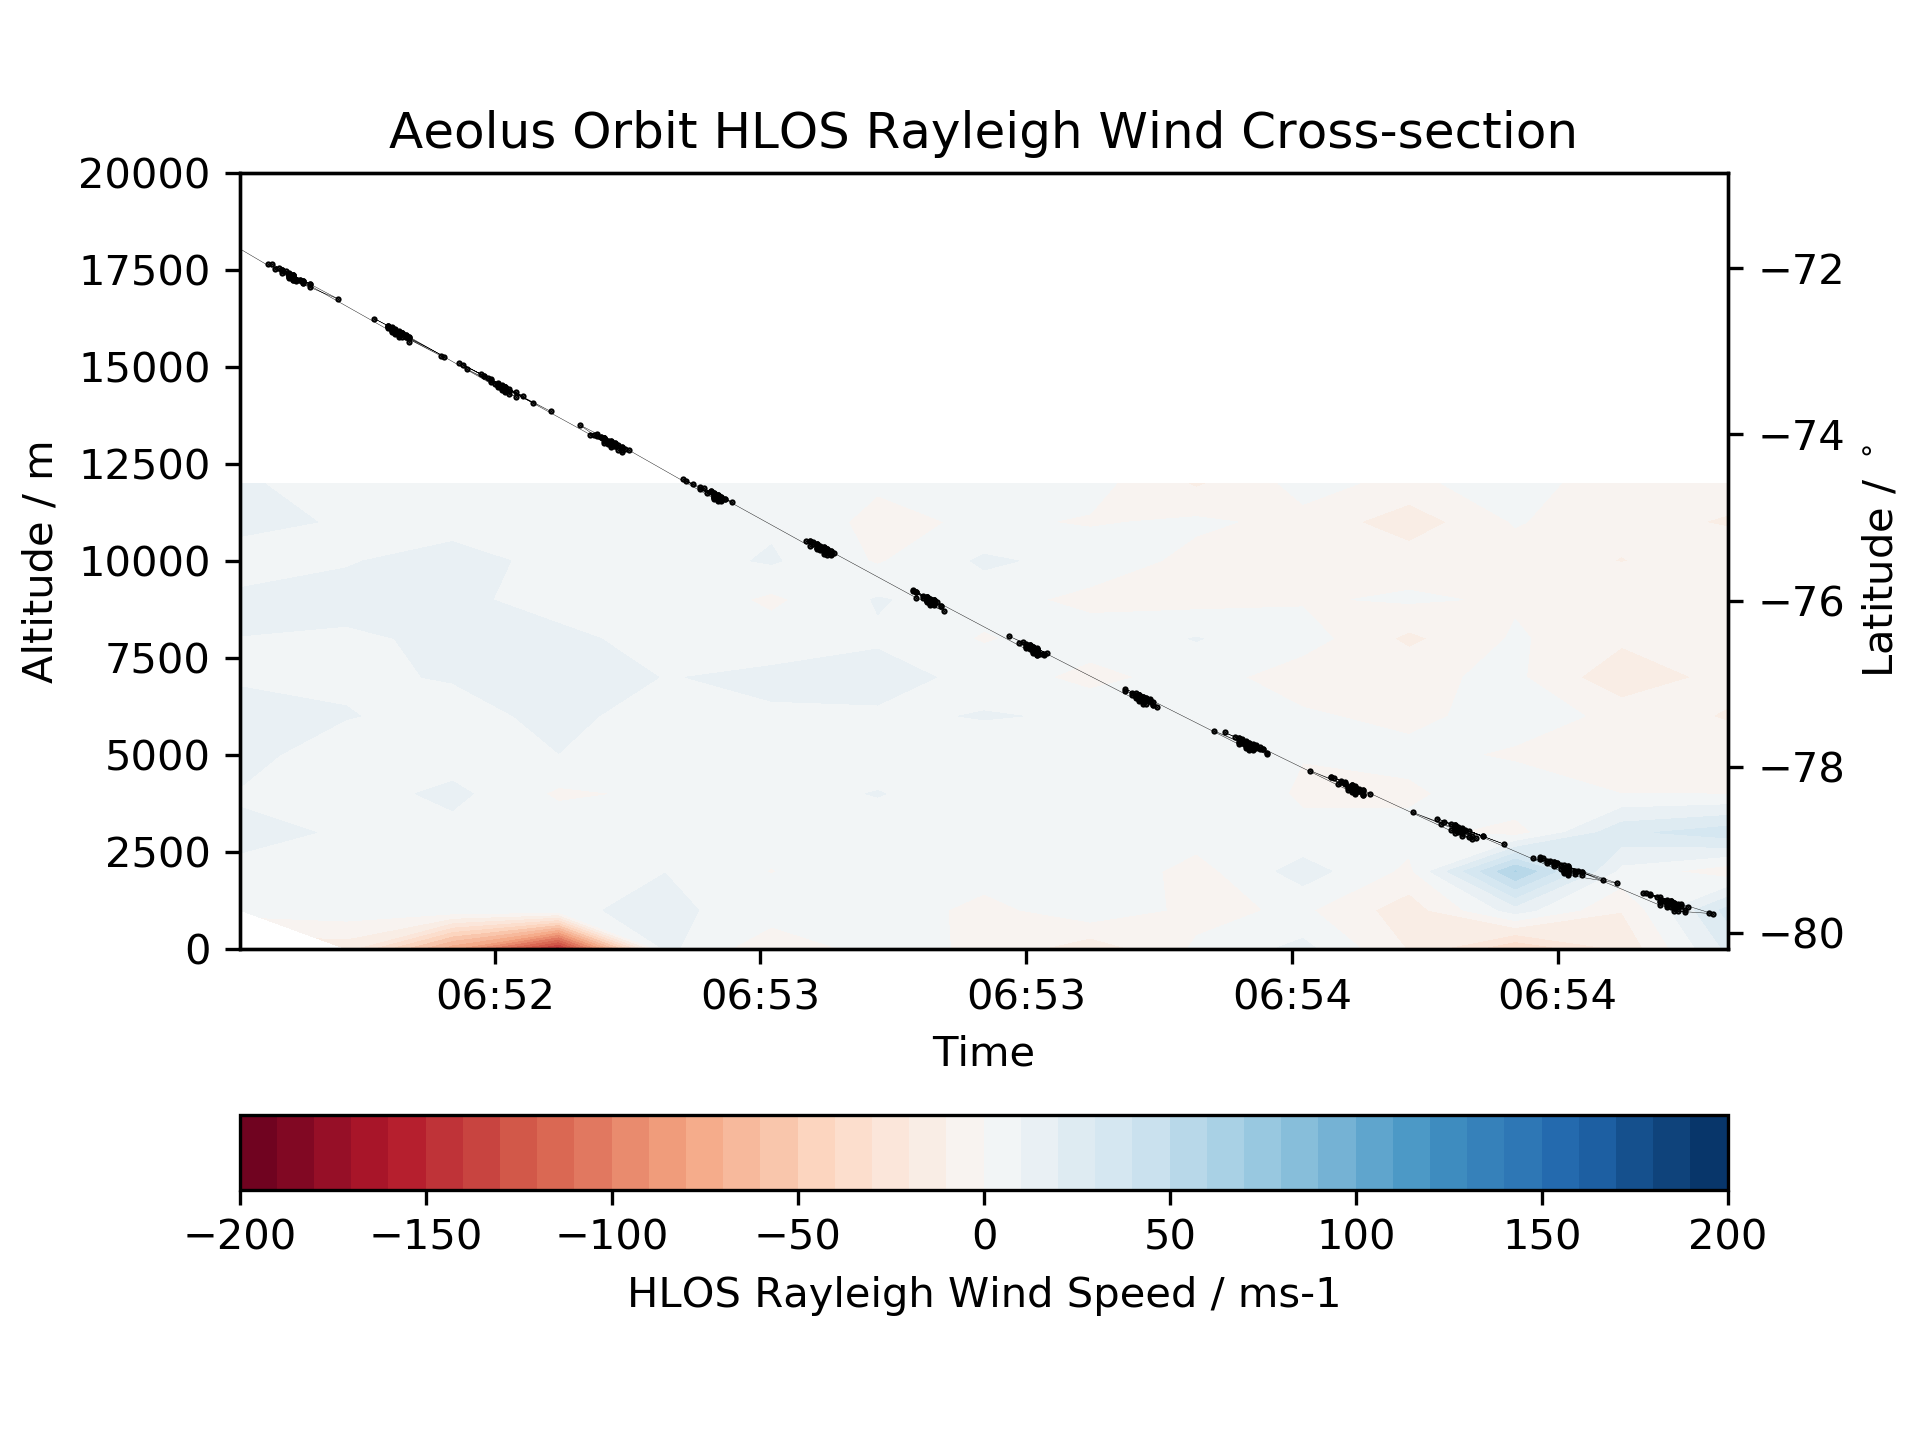 Aeolus Orbit HLOS Rayleigh Wind Cross-section
20000
17500
15000
12500
10000
7500
5000
2500
0
Altitude / m
−72
−74
−76
−78
−80
Latitude / °
06:52 06:53 06:53 06:54 06:54
Time
−200 −150 −100 −50 0 50 100 150 200
HLOS Rayleigh Wind Speed / ms-1